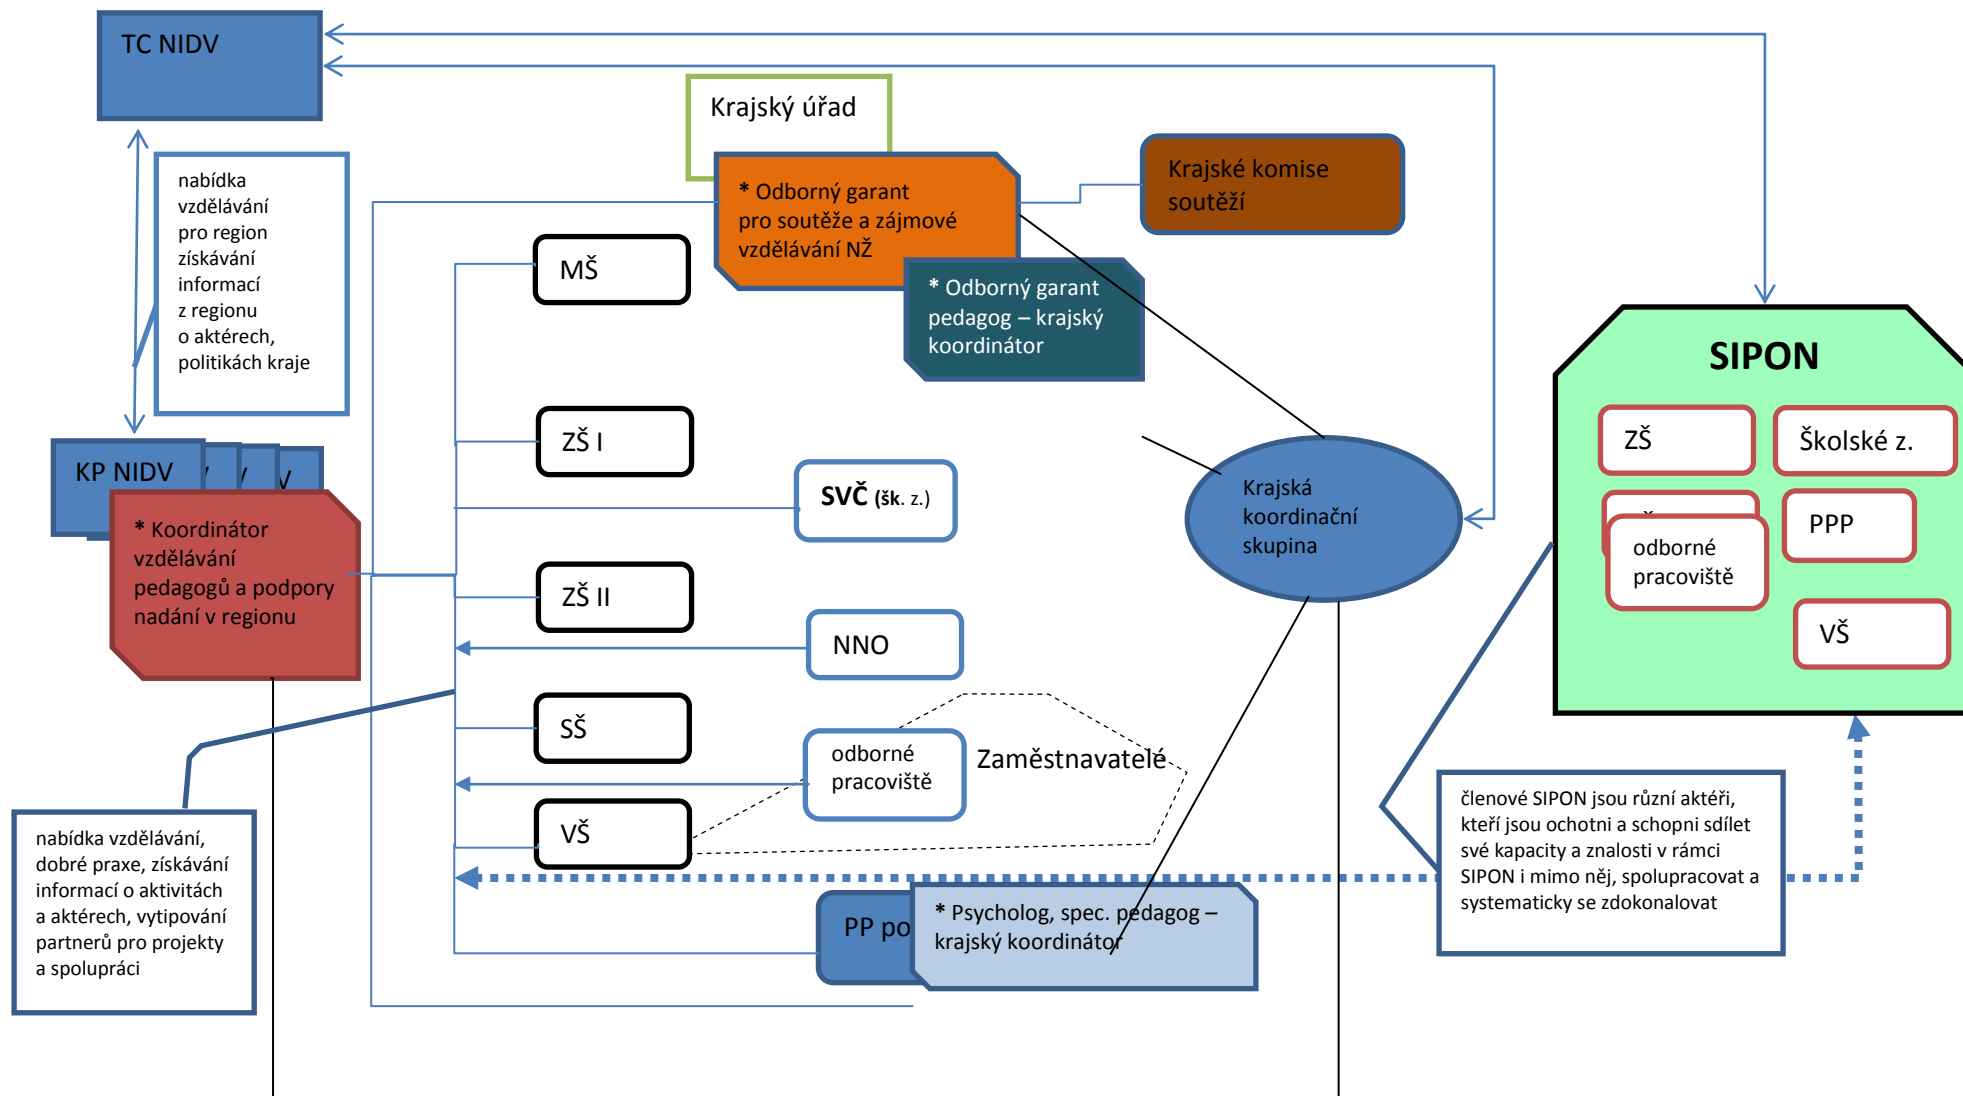 TC NIDV
Krajský úřad
nabídka
vzdělávání
pro region
získávání
informací
z regionu
o aktérech,
politikách kraje
* Odborný garant
pro soutěže a zájmové
vzdělávání NŽ
Krajské komise
soutěží
* Odborný garant
pedagog – krajský
koordinátor
MŠ
ZŠ I
SVČ (šk. z.)
ZŠ II
NNO
SŠ
odborné
pracoviště
Zaměstnavatelé
VŠ
KP NIDV
* Koordinátor
vzdělávání
pedagogů a podpory
nadání v regionu
Krajská
koordinační
skupina
SIPON
ZŠ
Školské z.
PPP
odborné
pracoviště
VŠ
nabídka vzdělávání,
dobré praxe, získávání
informací o aktivitách
a aktérech, vytipování
partnerů pro projekty
a spolupráci
PP po
* Psycholog, spec. pedagog –
krajský koordinátor
členové SIPON jsou různí aktéři,
kteří jsou ochotni a schopni sdílet
své kapacity a znalosti v rámci
SIPON i mimo něj, spolupracovat a
systematicky se zdokonalovat